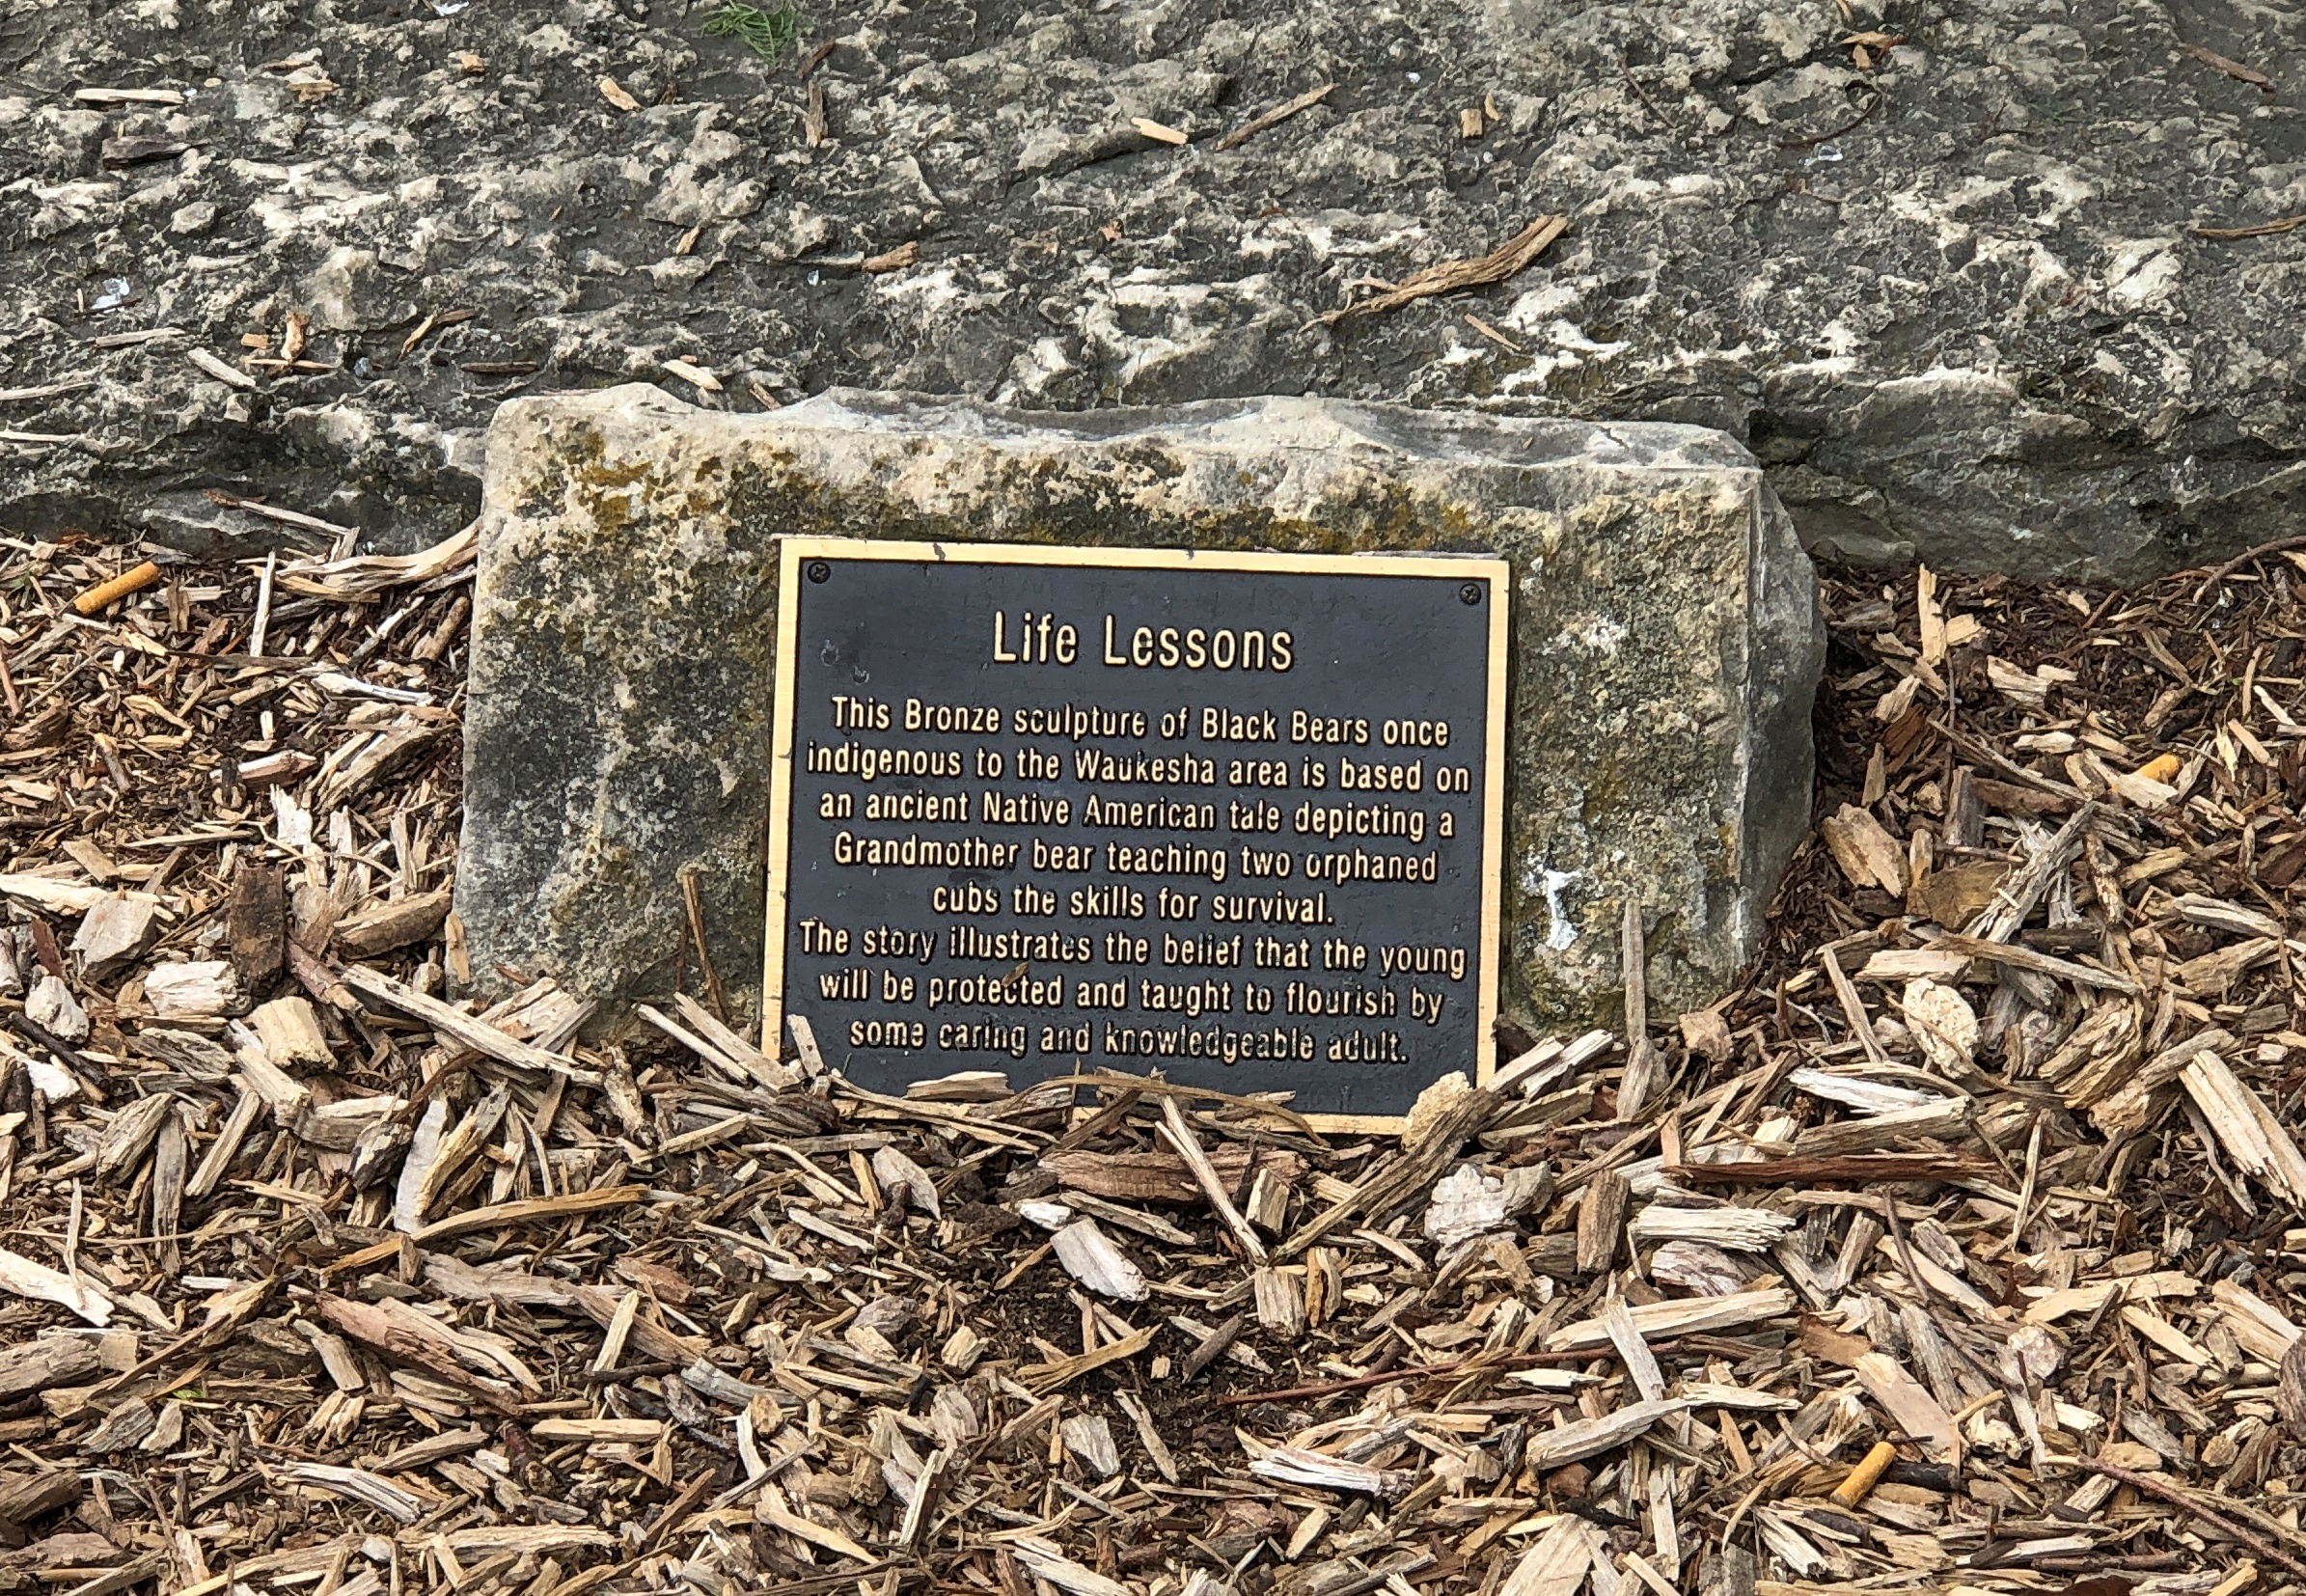 Life Lessons
This Bronze sculpture of Black Bears once
indigenous to the Waukesha area is based on
an ancient Native American tale depicting a
Grandmother bear teaching two orphaned
cubs the skills for survival.
The story illustrates the belief that the young
will be protected and taught to flourish by
some caring and knowledgeable adult.